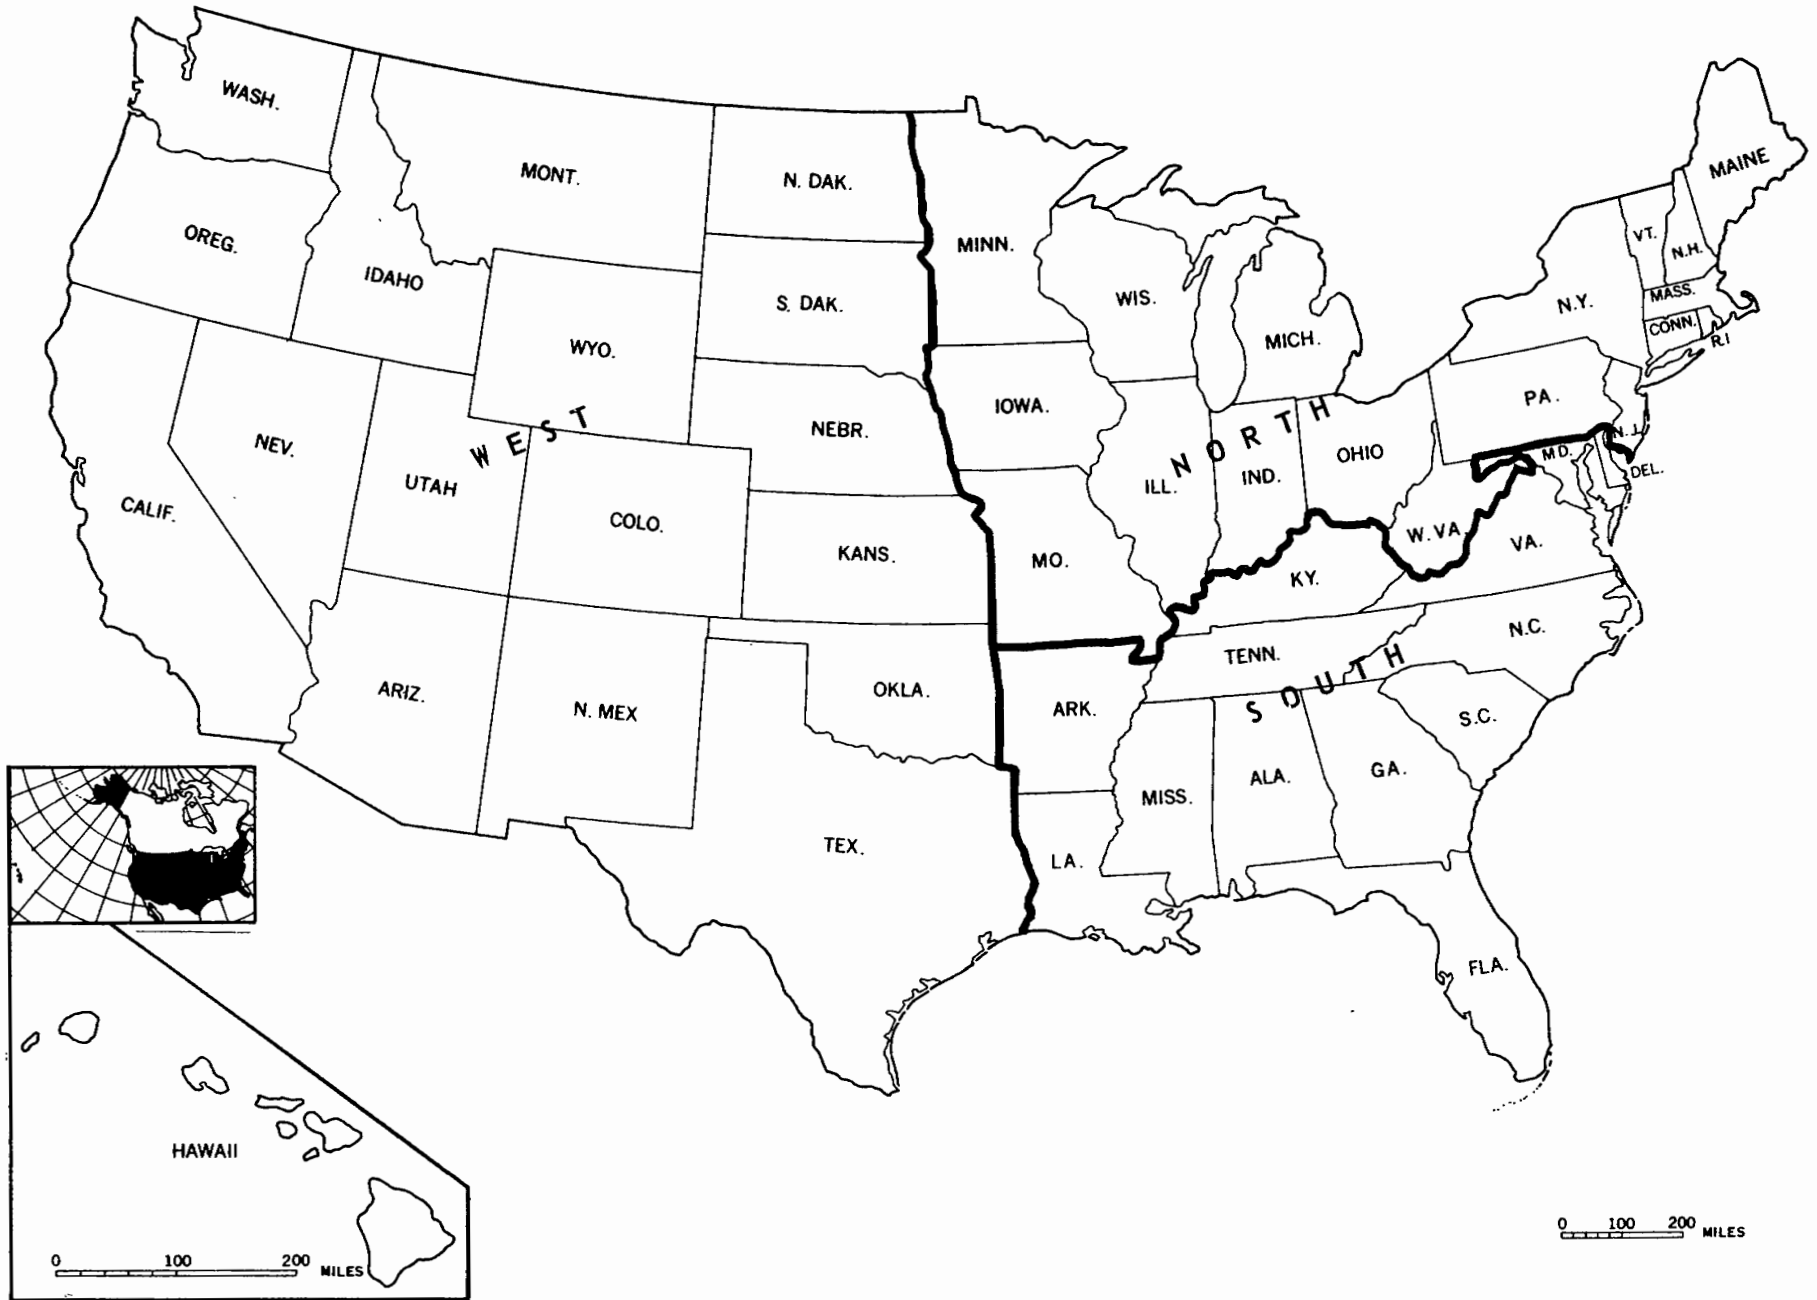 WASH.
MONT.
N. DAK.
MINN.
MAINE
OREG.
IDAHO
S. DAK.
WIS.
VT.
N.H.
N.Y.
MASS.
CONN.
R.I
WYO.
MICH.
IOWA.
PA.
NEV.
UTAH
WEST
NEBR.
NORTH
OHIO
N.J.
MD.
DEL.
CALIF.
COLO.
KANS.
MO.
ILL.
IND.
W. VA.
VA.
KY.
ARIZ.
N. MEX
OKLA.
ARK.
TENN.
N.C.
SOUTH
S.C.
TEX.
LA.
MISS.
ALA.
GA.
FLA.
HAWAII
0 100 200 MILES
0 100 200 MILES